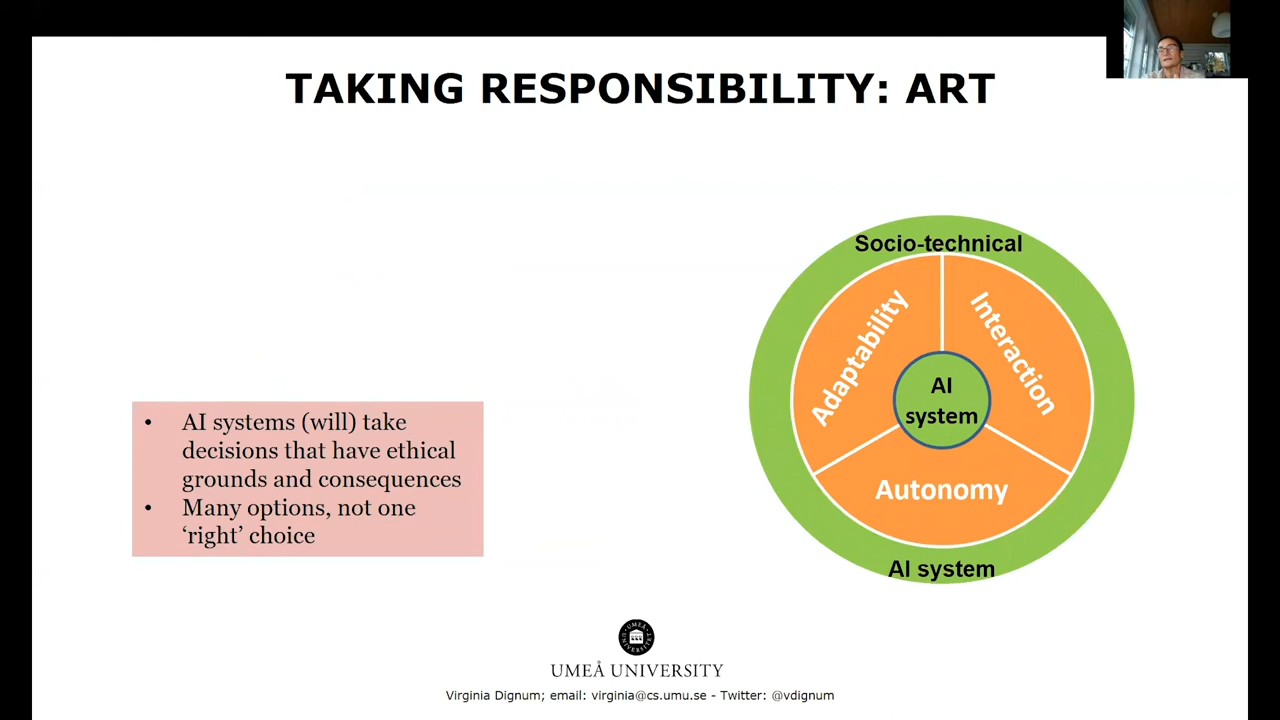 TAKING RESPONSIBILITY: ART
Socio-technical
Adaptability
Interaction
AI
system
Autonomy
AI system
• AI systems (will) take
decisions that have ethical
grounds and consequences
• Many options, not one
‘right’ choice
UMEÅ UNIVERSITY
Virginia Dignum; email: virginia@cs.umu.se - Twitter: @vdignum